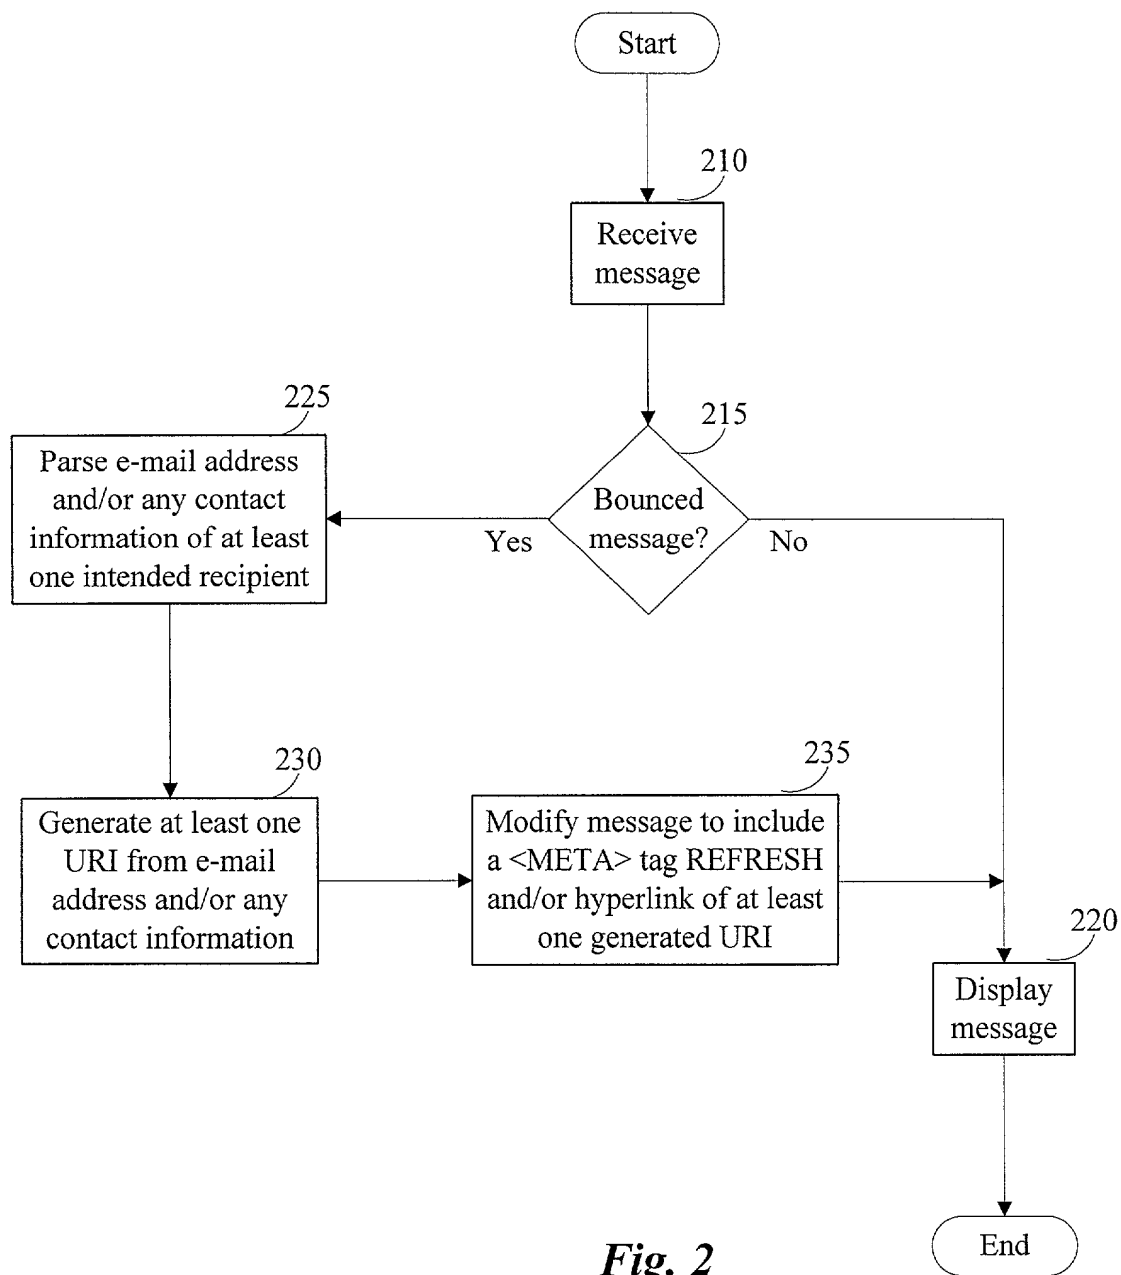 Start
210
Receive
message
225
215
Parse e-mail address
and/or any contact
information of at least
one intended recipient
Bounced
message?
Yes
No
230
235
Generate at least one
URI from e-mail
address and/or any
contact information
Modify message to include
a <META> tag REFRESH
and/or hyperlink of at least
one generated URI
220
Display
message
End
Fig. 2